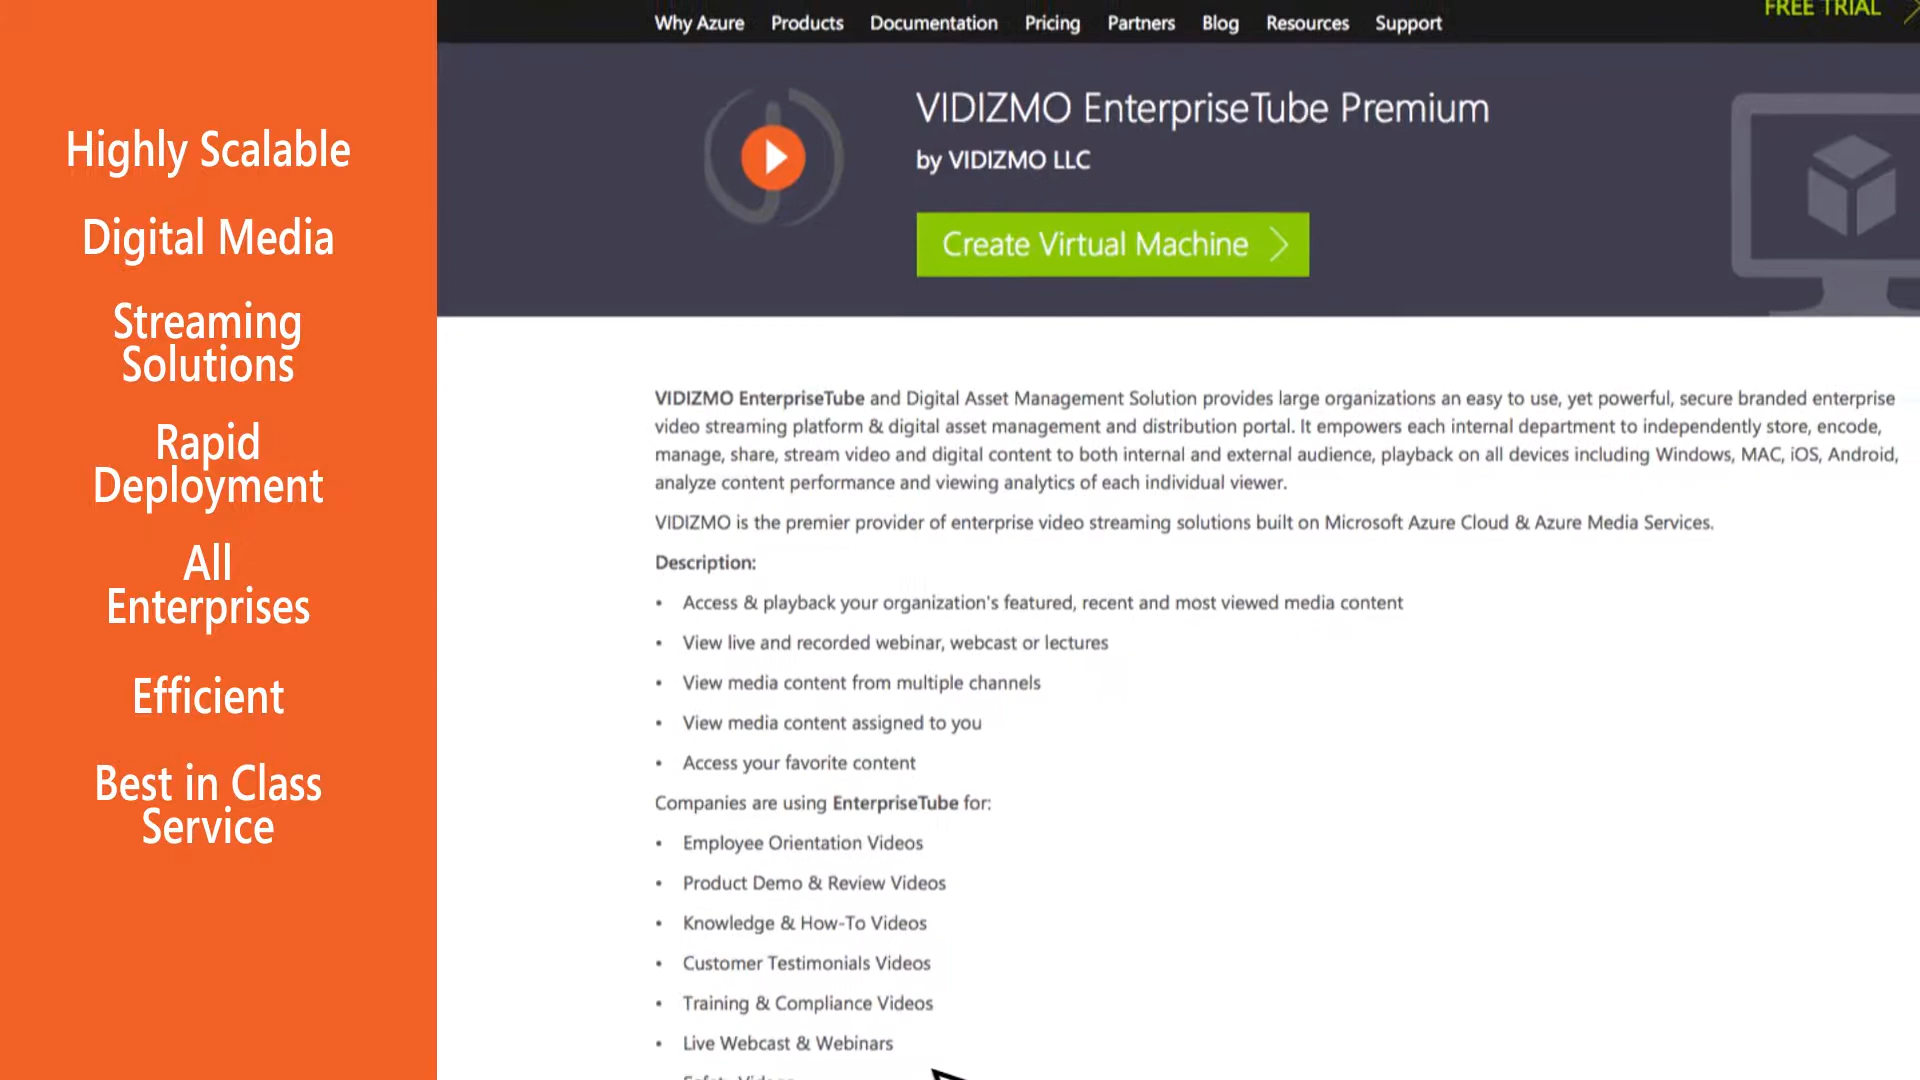 Highly Scalable
Digital Media
Streaming
Solutions
Rapid
Deployment
All
Enterprises
Efficient
Best in Class
Service
Why Azure Products Documentation Pricing Partners Blog Resources Support
FREE TRIAL
VIDIZMO EnterpriseTube Premium
by VIDIZMO LLC
Create Virtual Machine
VIDIZMO EnterpriseTube and Digital Asset Management Solution provides large organizations an easy to use, yet powerful, secure branded enterprise
video streaming platform & digital asset management and distribution portal. It empowers each internal department to independently store, encode,
manage, share, stream video and digital content to both internal and external audience, playback on all devices including Windows, MAC, iOS, Android,
analyze content performance and viewing analytics of each individual viewer.
VIDIZMO is the premier provider of enterprise video streaming solutions built on Microsoft Azure Cloud & Azure Media Services.
Description:
• Access & playback your organization's featured, recent and most viewed media content
• View live and recorded webinar, webcast or lectures
• View media content from multiple channels
• View media content assigned to you
• Access your favorite content
Companies are using EnterpriseTube for:
• Employee Orientation Videos
• Product Demo & Review Videos
• Knowledge & How-To Videos
• Customer Testimonials Videos
• Training & Compliance Videos
• Live Webcast & Webinars